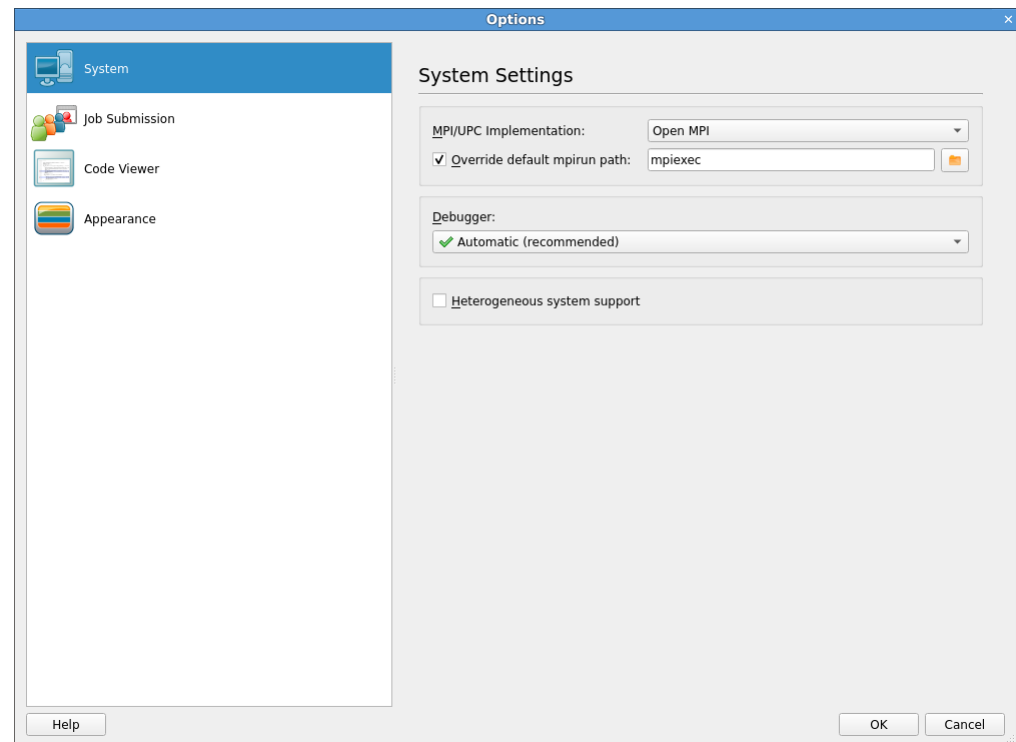 Options
System
Job Submission
Code Viewer
Appearance
System Settings
MPI/UPC Implementation: Open MPI
Override default mpirun path: mpiexec
Debugger:
Automatic (recommended)
Heterogeneous system support
Help
OK
Cancel